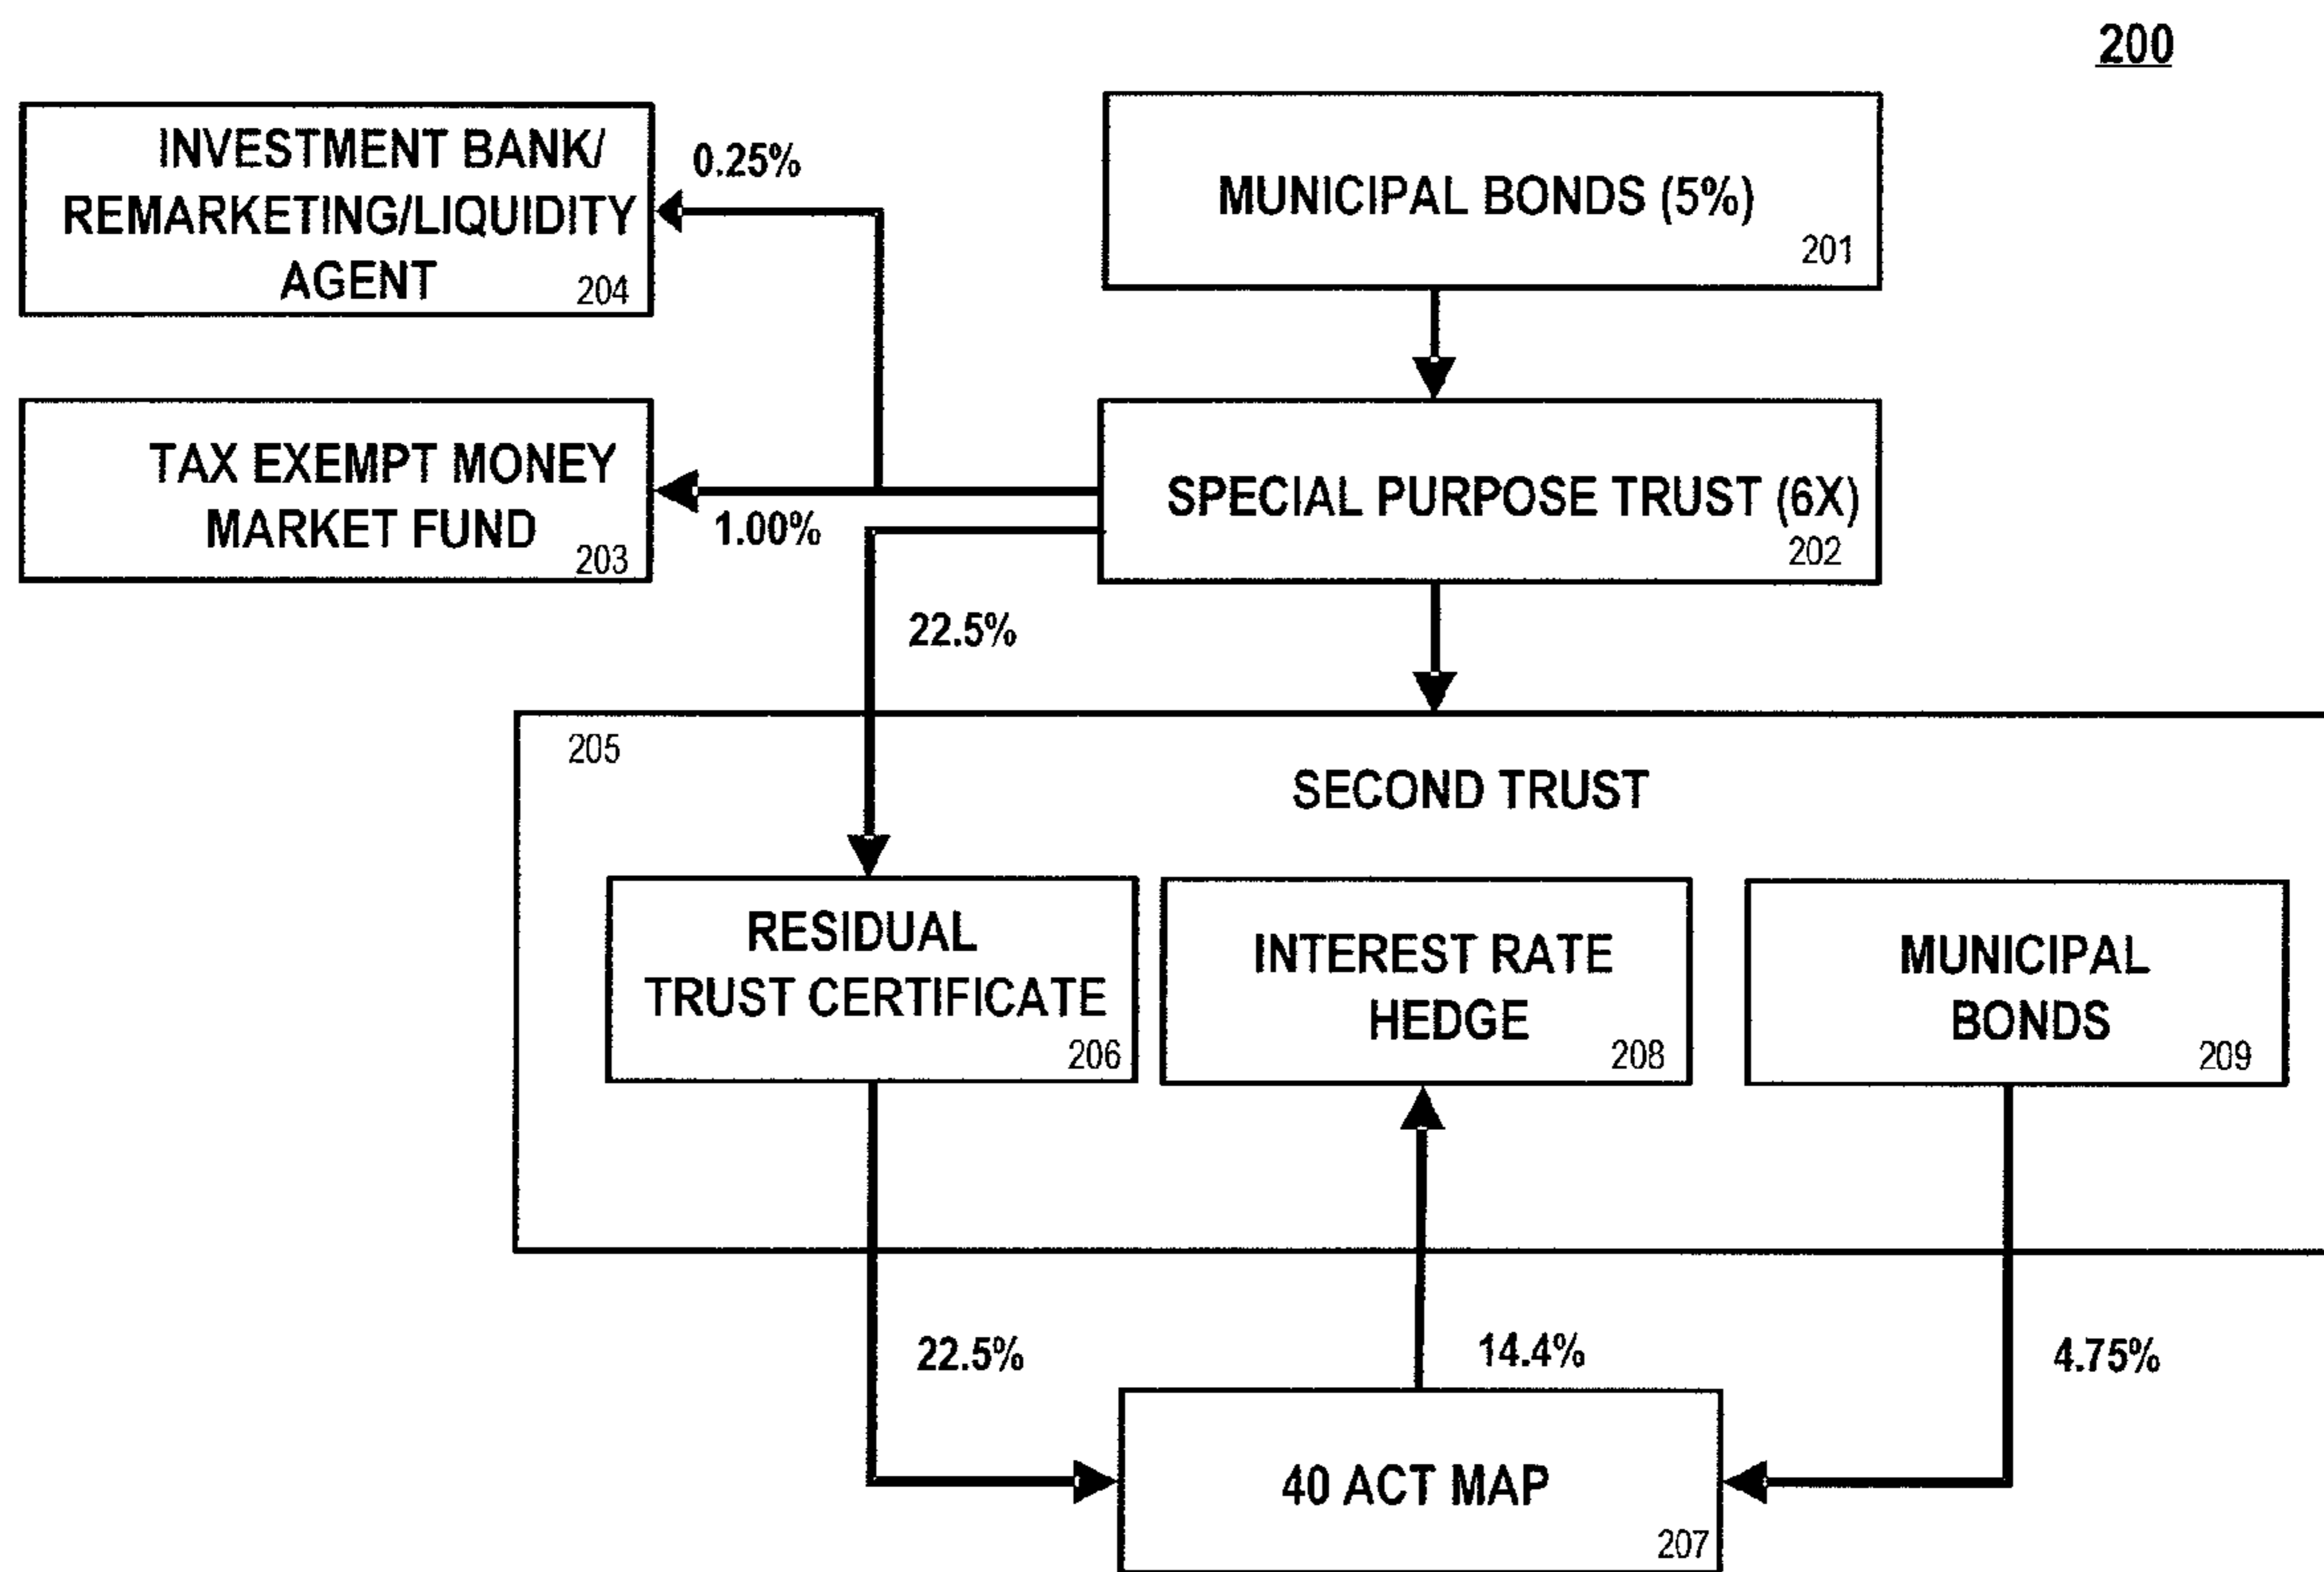 200
INVESTMENT BANK/
REMARKETING/LIQUIDITY
AGENT
204
0.25%
MUNICIPAL BONDS (5%)
201
TAX EXEMPT MONEY
MARKET FUND
203
1.00%
SPECIAL PURPOSE TRUST (6X)
202
22.5%
205
SECOND TRUST
RESIDUAL
TRUST CERTIFICATE
206
INTEREST RATE
HEDGE
208
MUNICIPAL
BONDS
209
22.5%
14.4%
4.75%
40 ACT MAP
207